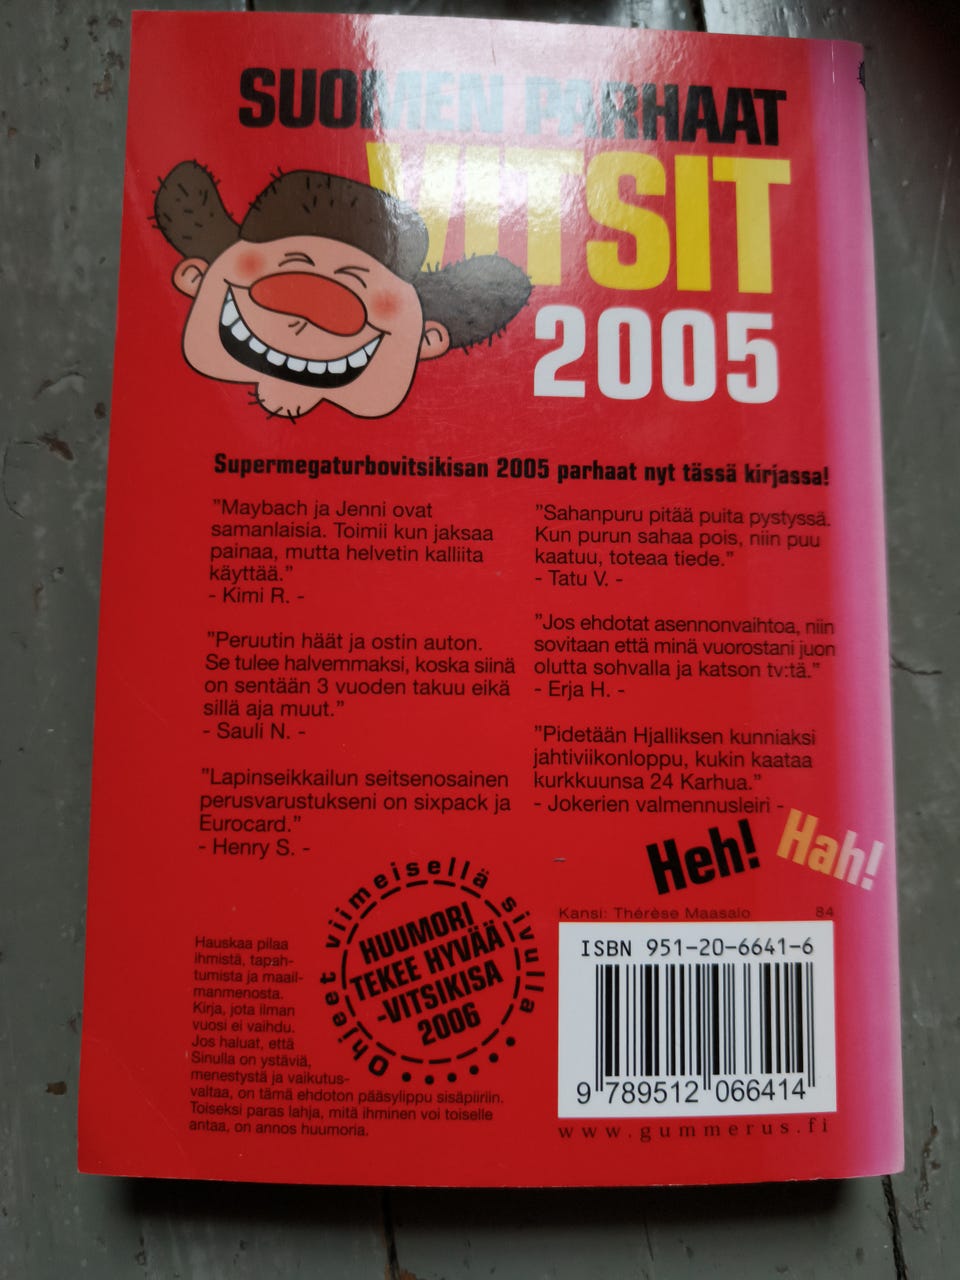 SUOMEN PARHAAT
VITSIT
2005
Supermegaturbovitsikisan 2005 parhaat nyt tässä kirjassa!
"Maybach ja Jenni ovat
samanlaisia. Toimii kun jaksaa
painaa, mutta helvetin kalliita
käyttää."
- Kimi R. -
"Peruutin häät ja ostin auton.
Se tulee halvemmaksi, koska siinä
on sentään 3 vuoden takuu eikä
sillä aja muut."
- Sauli N. -
"Lapinseikkailun seitsenosainen
perusvarustukseni on sixpack ja
Eurocard."
- Henry S. -
"Sahanpuru pitää puita pystyssä.
Kun purun sahaa pois, niin puu
kaatuu, toteaa tiede."
- Tatu V. -
"Jos ehdotat asennonvaihtoa, niin
sovitaan että minä vuorostani juon
olutta sohvalla ja katson tv:tä."
- Erja H. -
"Pidetään Hjalliksen kunniaksi
jahtiviikonloppu, kukin kaataa
kurkkuunsa 24 Karhua."
- Jokerien valmennusleiri -
Heh! Hah!
Ohjeet viimeisellä sivulla
HUUMORI
TEKEE HYVÄÄ
-VITSIKISA
2006
Hauskaa pilaa
ihmistä, tapah-
tumista ja maail-
manmenosta.
Kirja, jota ilman
vuosi ei vaihdu.
Jos haluat, että
Sinulla on ystäviä,
menestystä ja vaikutus-
valtaa, on tämä ehdoton pääsylippu sisäpiiriin.
Toiseksi paras lahja, mitä ihminen voi toiselle
antaa, on annos huumoria.
Kansi: Thérèse Maasalo 84
ISBN 951-20-6641-6
9 789512 066414
www.gummerus.fi